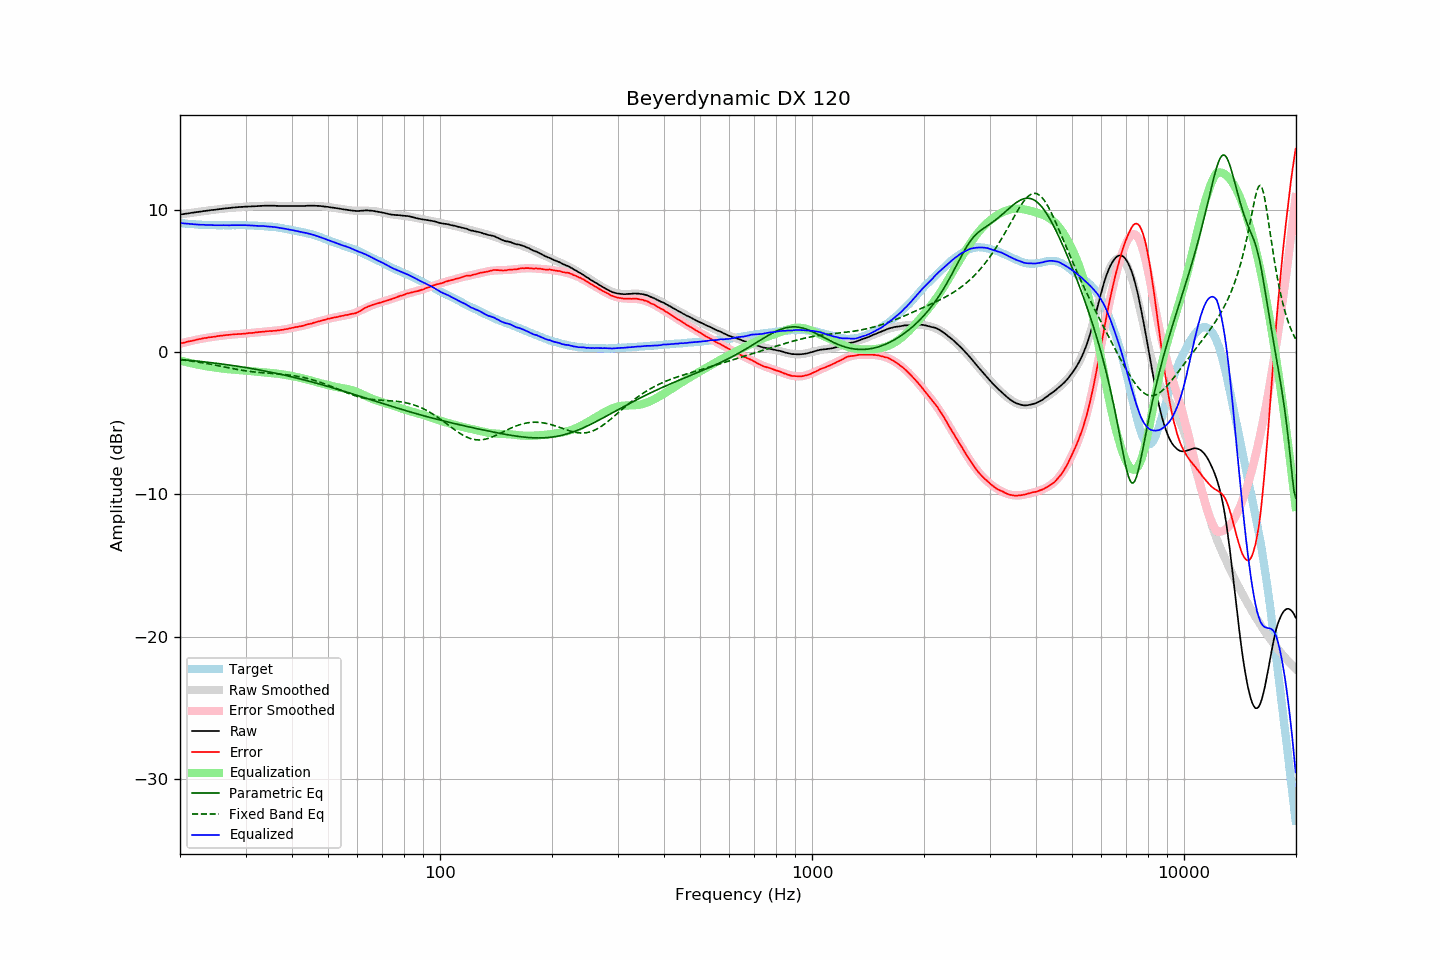 Beyerdynamic DX 120
Amplitude (dBr)
10
0
−10
−20
−30
Target
Raw Smoothed
Error Smoothed
Raw
Error
Equalization
Parametric Eq
Fixed Band Eq
Equalized
100
1000
10000
Frequency (Hz)